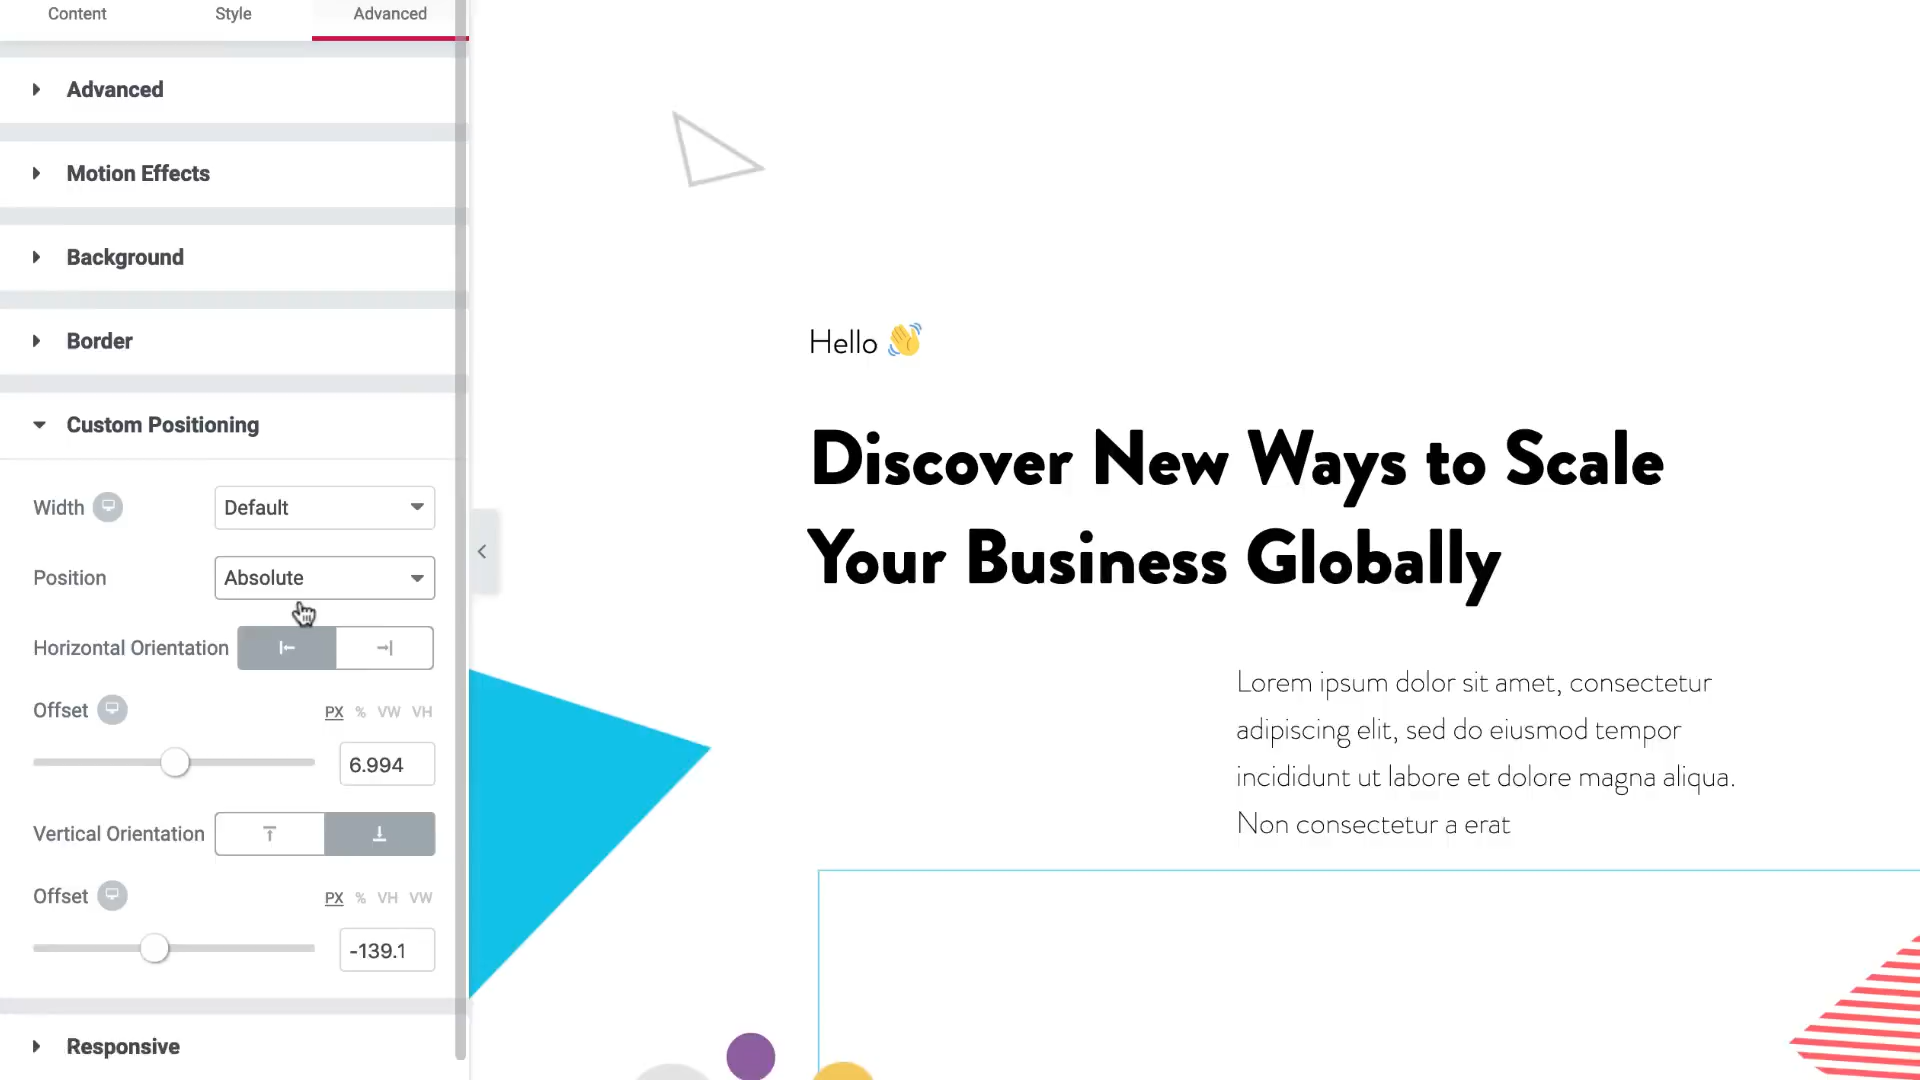 Content
Style
Advanced
Advanced
Motion Effects
Background
Border
Custom Positioning
Width
Default
Position
Absolute
Horizontal Orientation
Offset
PX % VW VH
6.994
Vertical Orientation
Offset
PX % VH VW
-139.1
Responsive
Hello 👋
Discover New Ways to Scale
Your Business Globally
Lorem ipsum dolor sit amet, consectetur
adipiscing elit, sed do eiusmod tempor
incididunt ut labore et dolore magna aliqua.
Non consectetur a erat